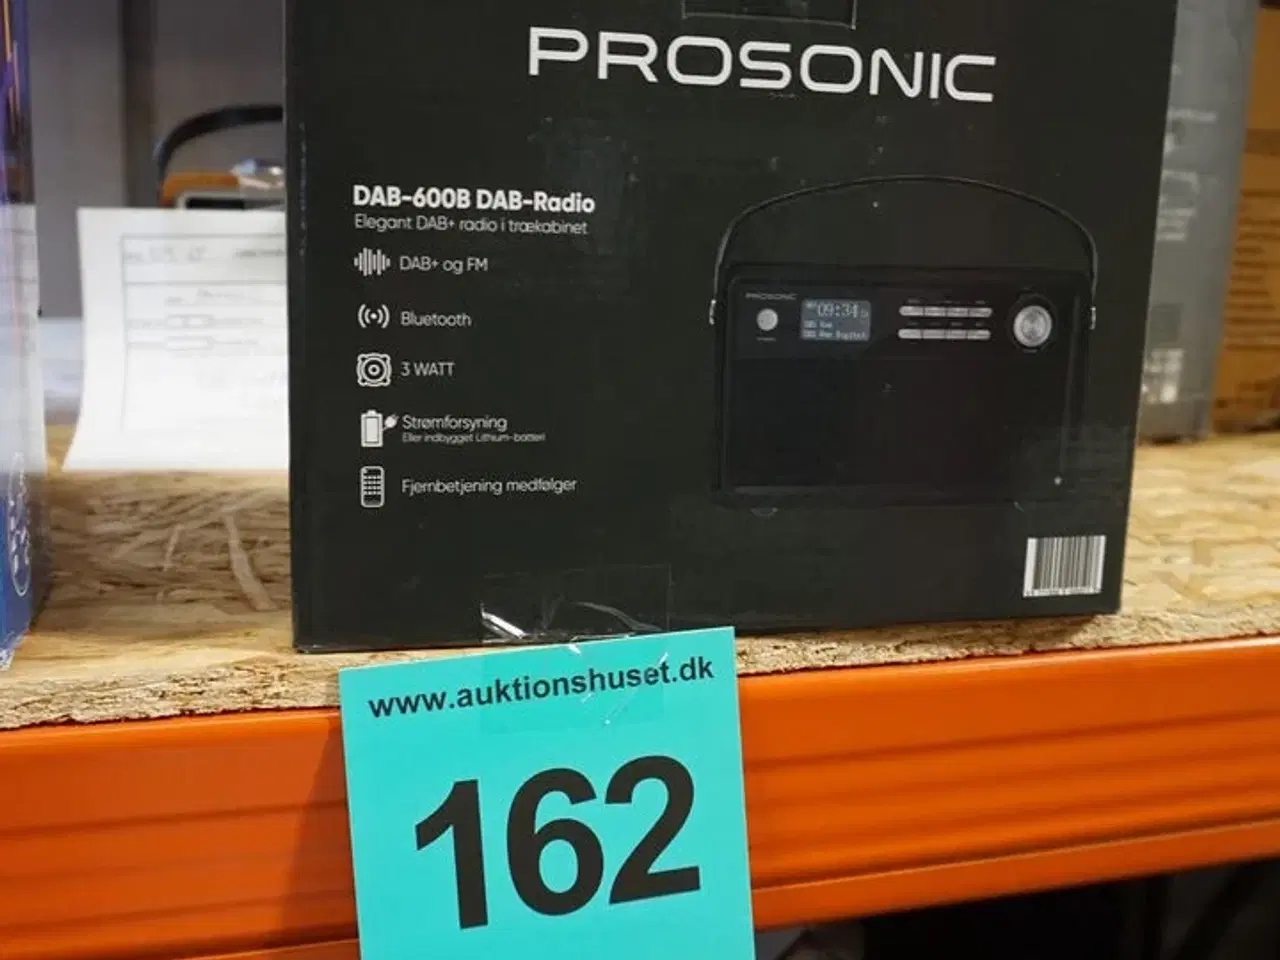 PROSONIC
DAB-600B DAB-Radio
Elegant DAB+ radio i trækabinet
DAB+ og FM
Bluetooth
3 WATT
Strømforsyning
Eller indbygget Lithium-batteri
Fjernbetjening medfølger
PROSONIC
09:34
www.auktionshuset.dk
162